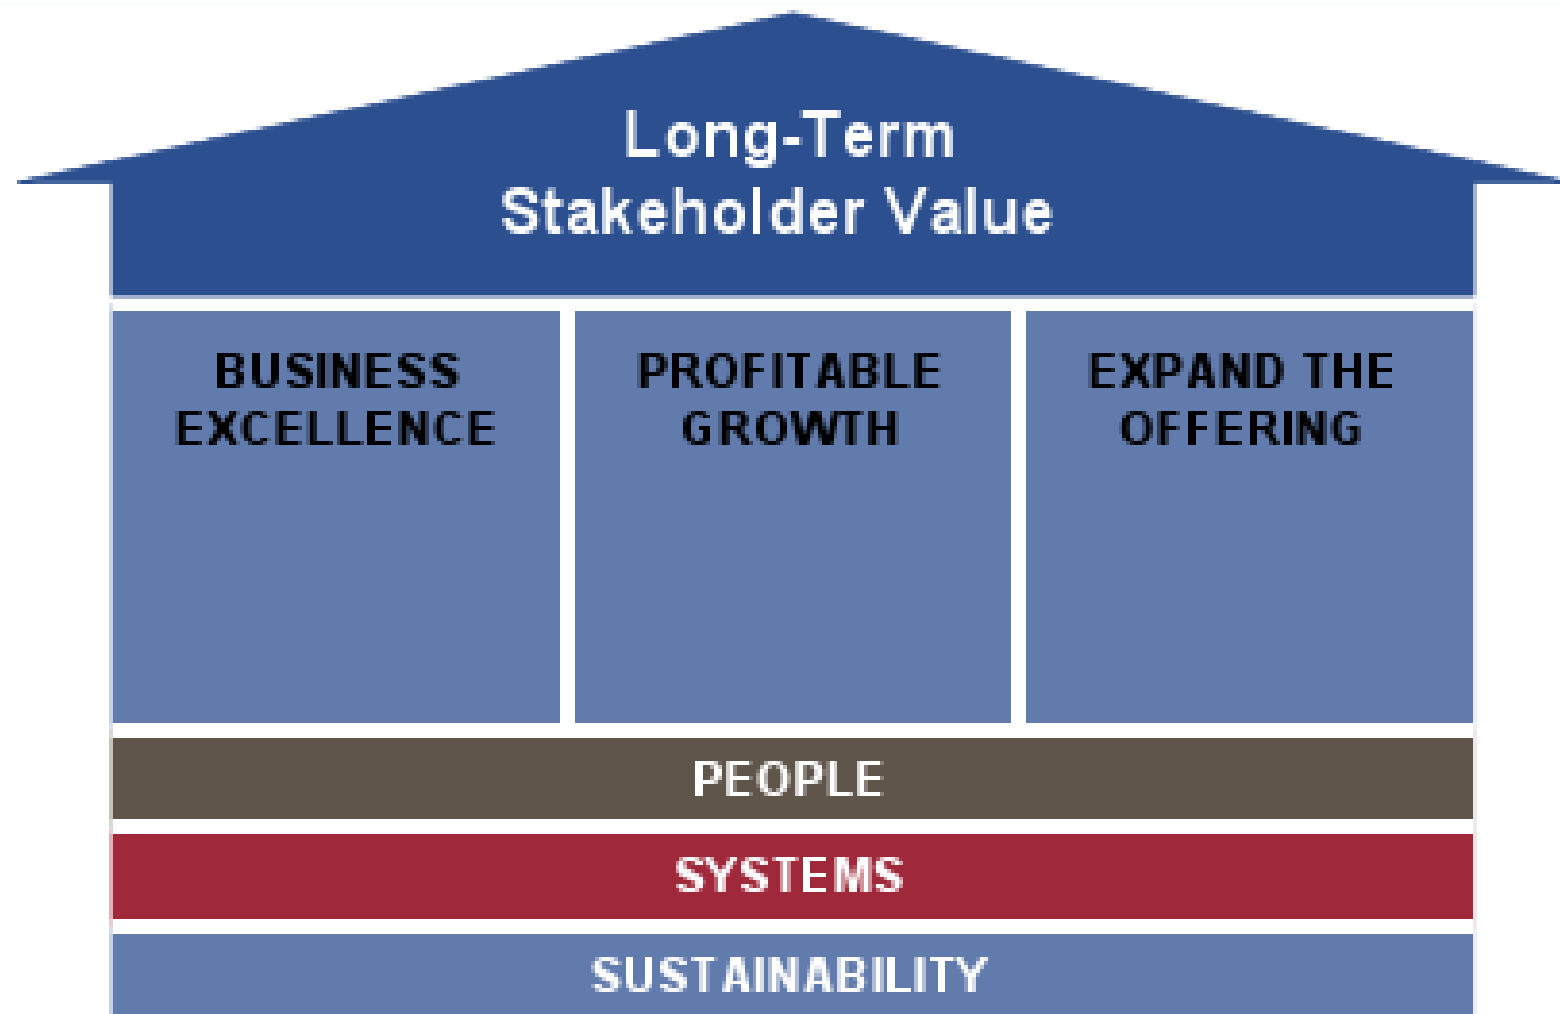 Long-Term
Stakeholder Value
BUSINESS
EXCELLENCE
PROFITABLE
GROWTH
EXPAND THE
OFFERING
PEOPLE
SYSTEMS
SUSTAINABILITY